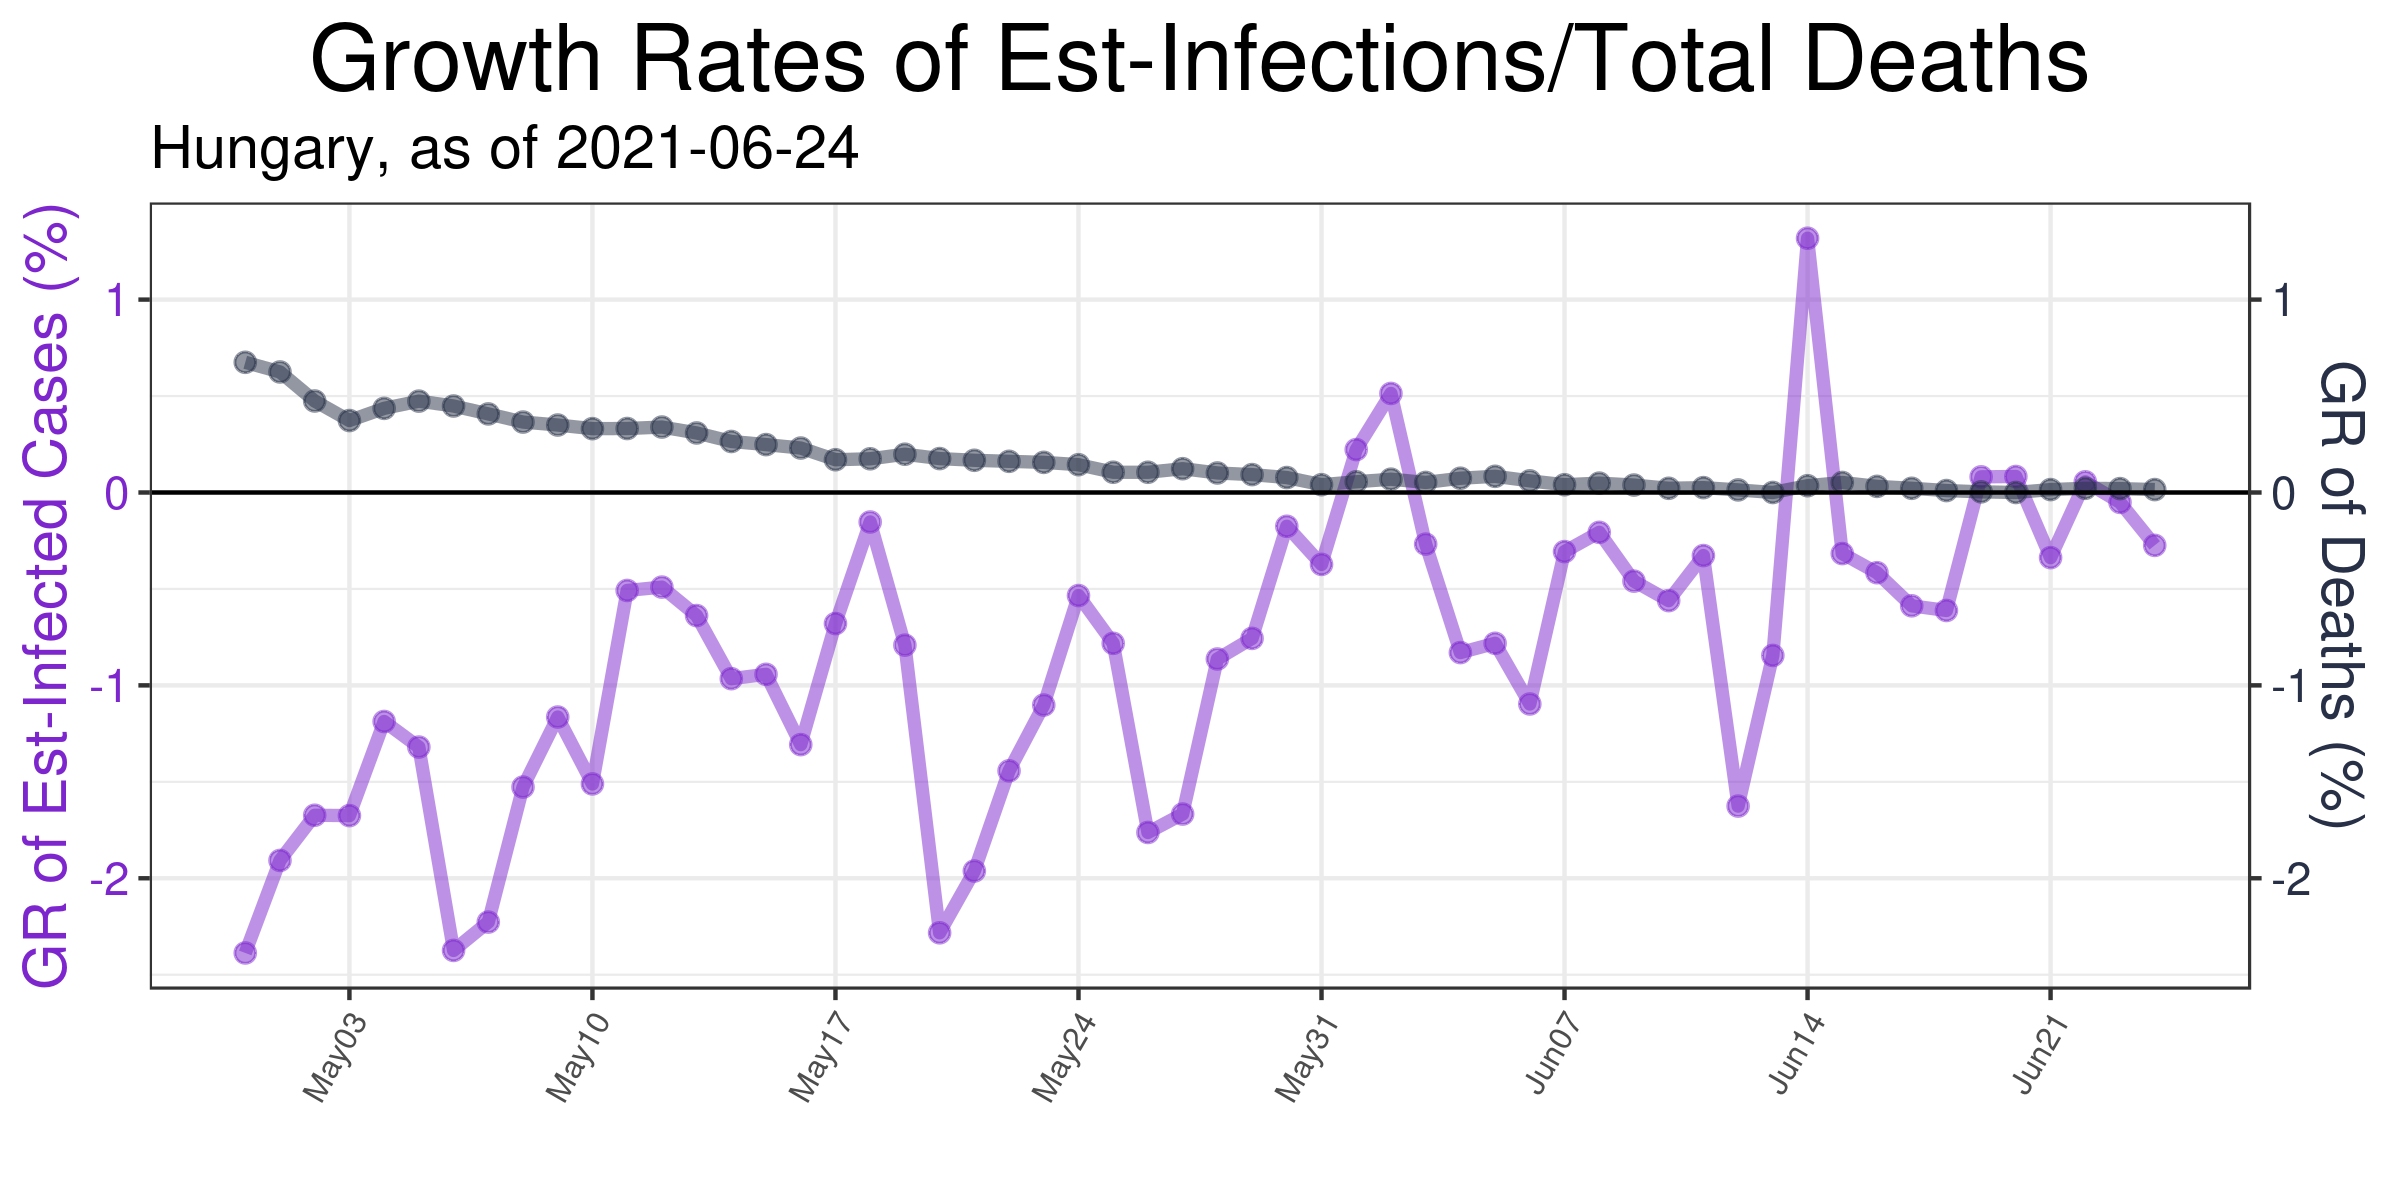 Growth Rates of Est-Infections/Total Deaths
Hungary, as of 2021-06-24
GR of Est-Infected Cases (%)
1
0
-1
-2
1
0
-1
-2
GR of Deaths (%)
May03
May10
May17
May24
May31
Jun07
Jun14
Jun21